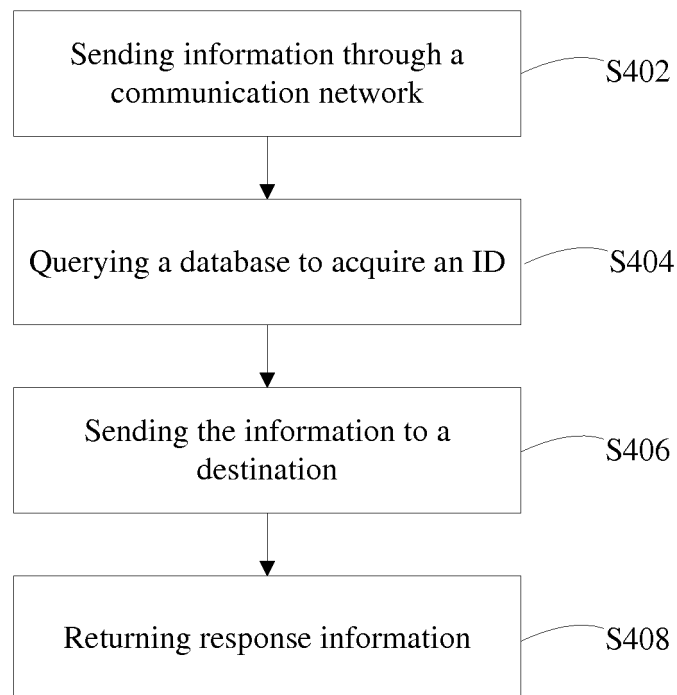 Sending information through a
communication network
S402
Querying a database to acquire an ID
S404
Sending the information to a
destination
S406
Returning response information
S408